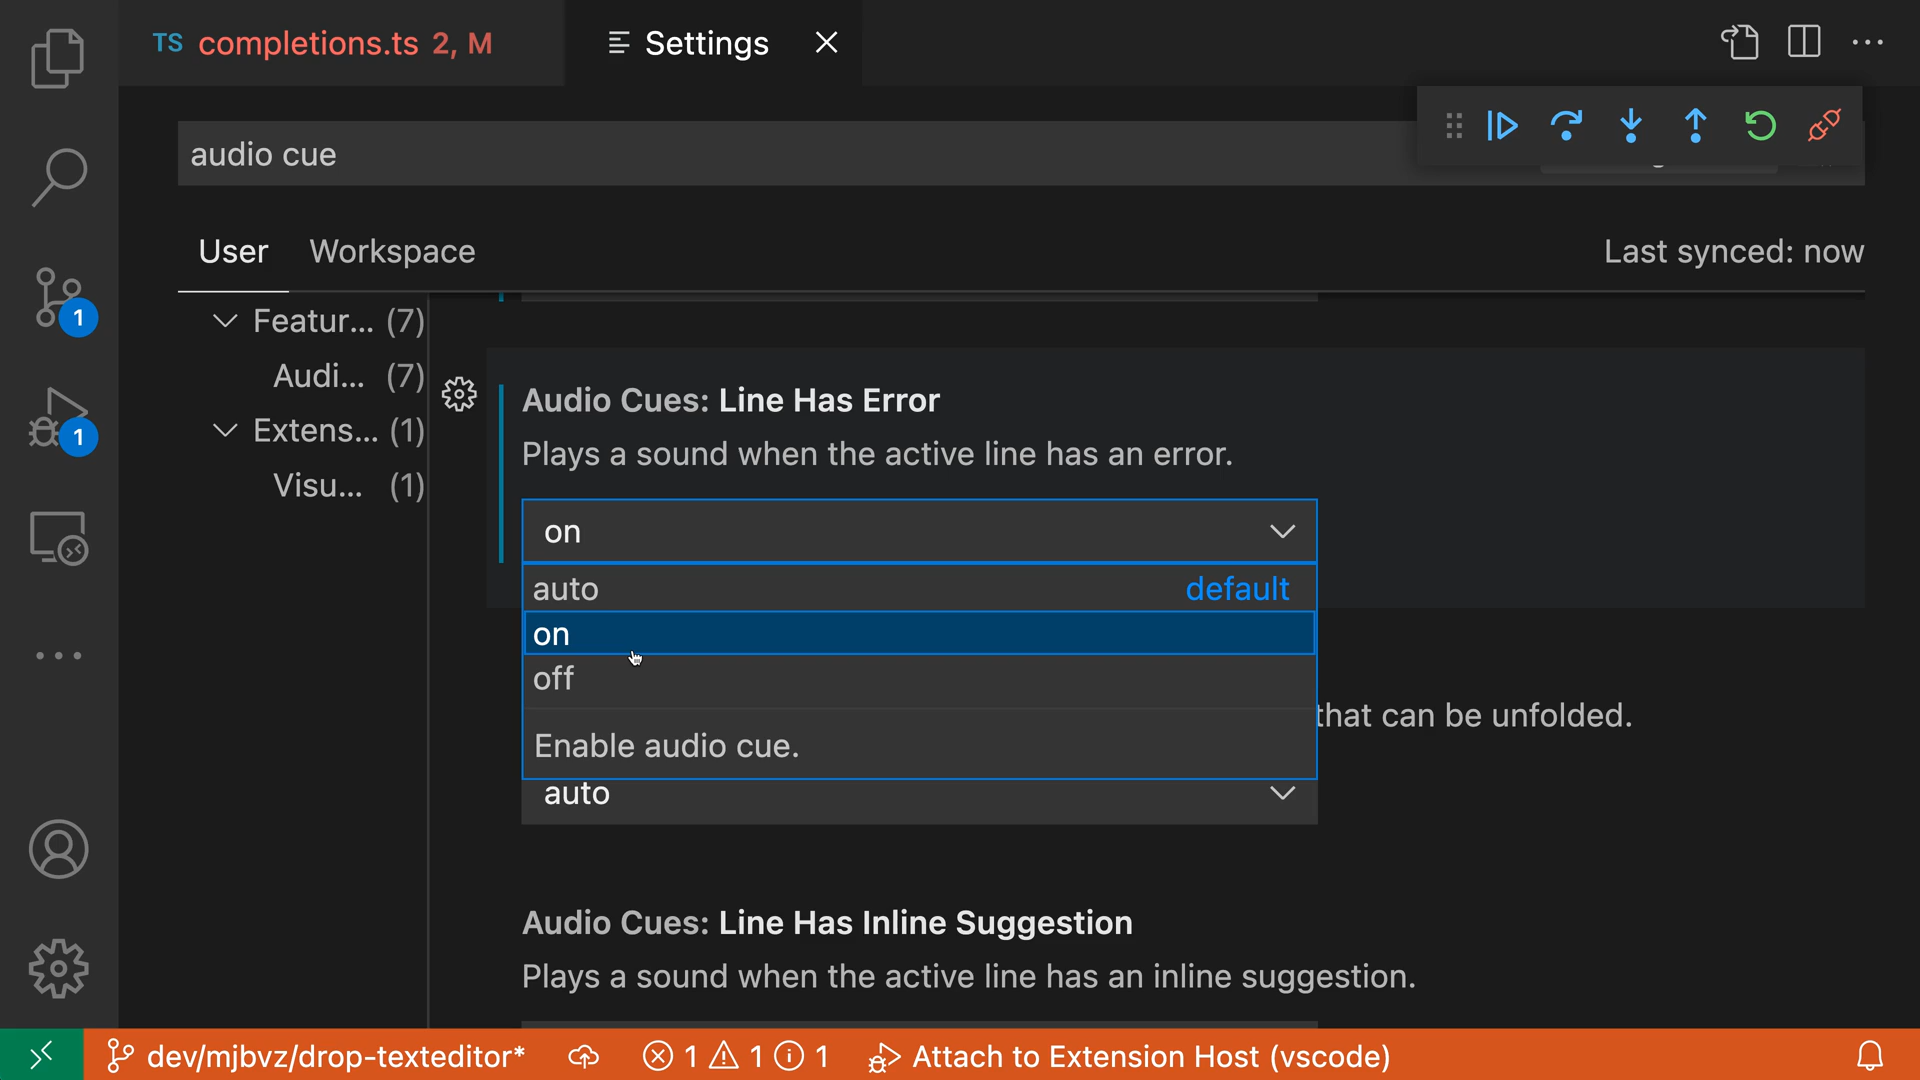 TS completions.ts 2, M
Settings
audio cue
User
Workspace
Last synced: now
Featur... (7)
Audi... (7)
Extens... (1)
Visu... (1)
1
1
Audio Cues: Line Has Error
Plays a sound when the active line has an error.
on
auto
default
on
off
Enable audio cue.
that can be unfolded.
auto
Audio Cues: Line Has Inline Suggestion
Plays a sound when the active line has an inline suggestion.
dev/mjbvz/drop-texteditor* 1 1 1 Attach to Extension Host (vscode)